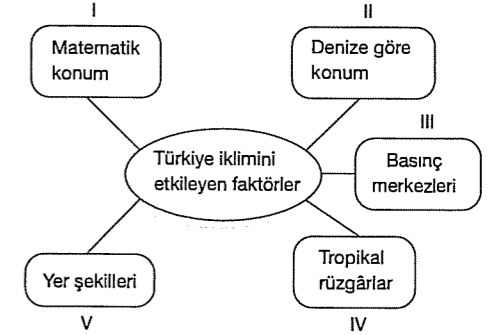 I
Matematik
konum
II
Denize göre
konum
III
Basınç
merkezleri
Türkiye iklimini
etkileyen faktörler
Tropikal
rüzgârlar
IV
Yer şekilleri
V